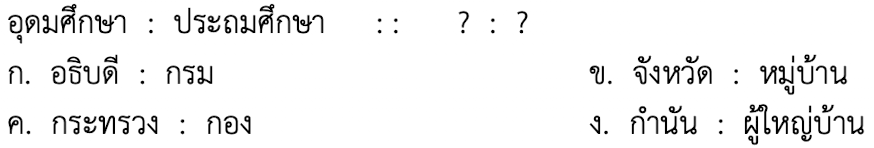 อุดมศึกษา : ประถมศึกษา :: ? : ?
ก. อธิบดี : กรม ข. จังหวัด : หมู่บ้าน
ค. กระทรวง : กอง ง. กำนัน : ผู้ใหญ่บ้าน